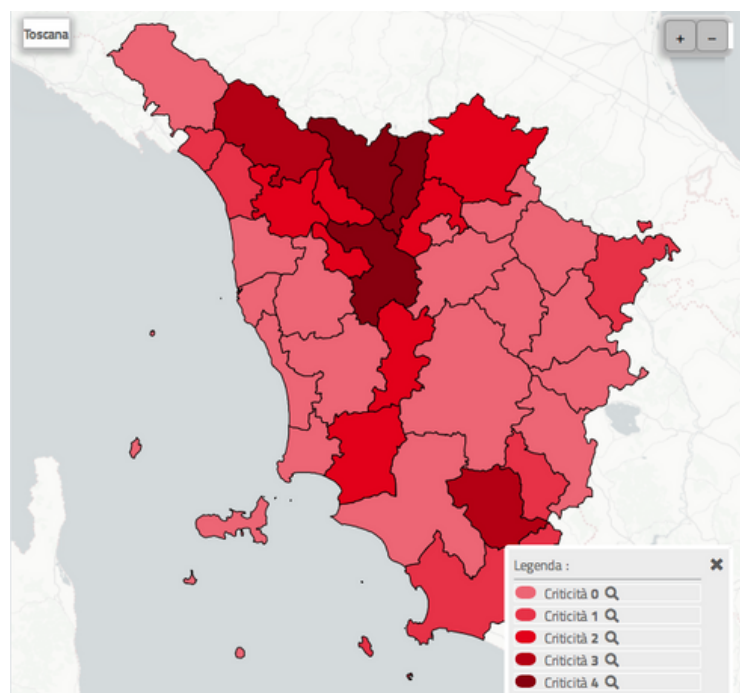 Toscana
+ −
Legenda : ✖
Criticità 0
Criticità 1
Criticità 2
Criticità 3
Criticità 4